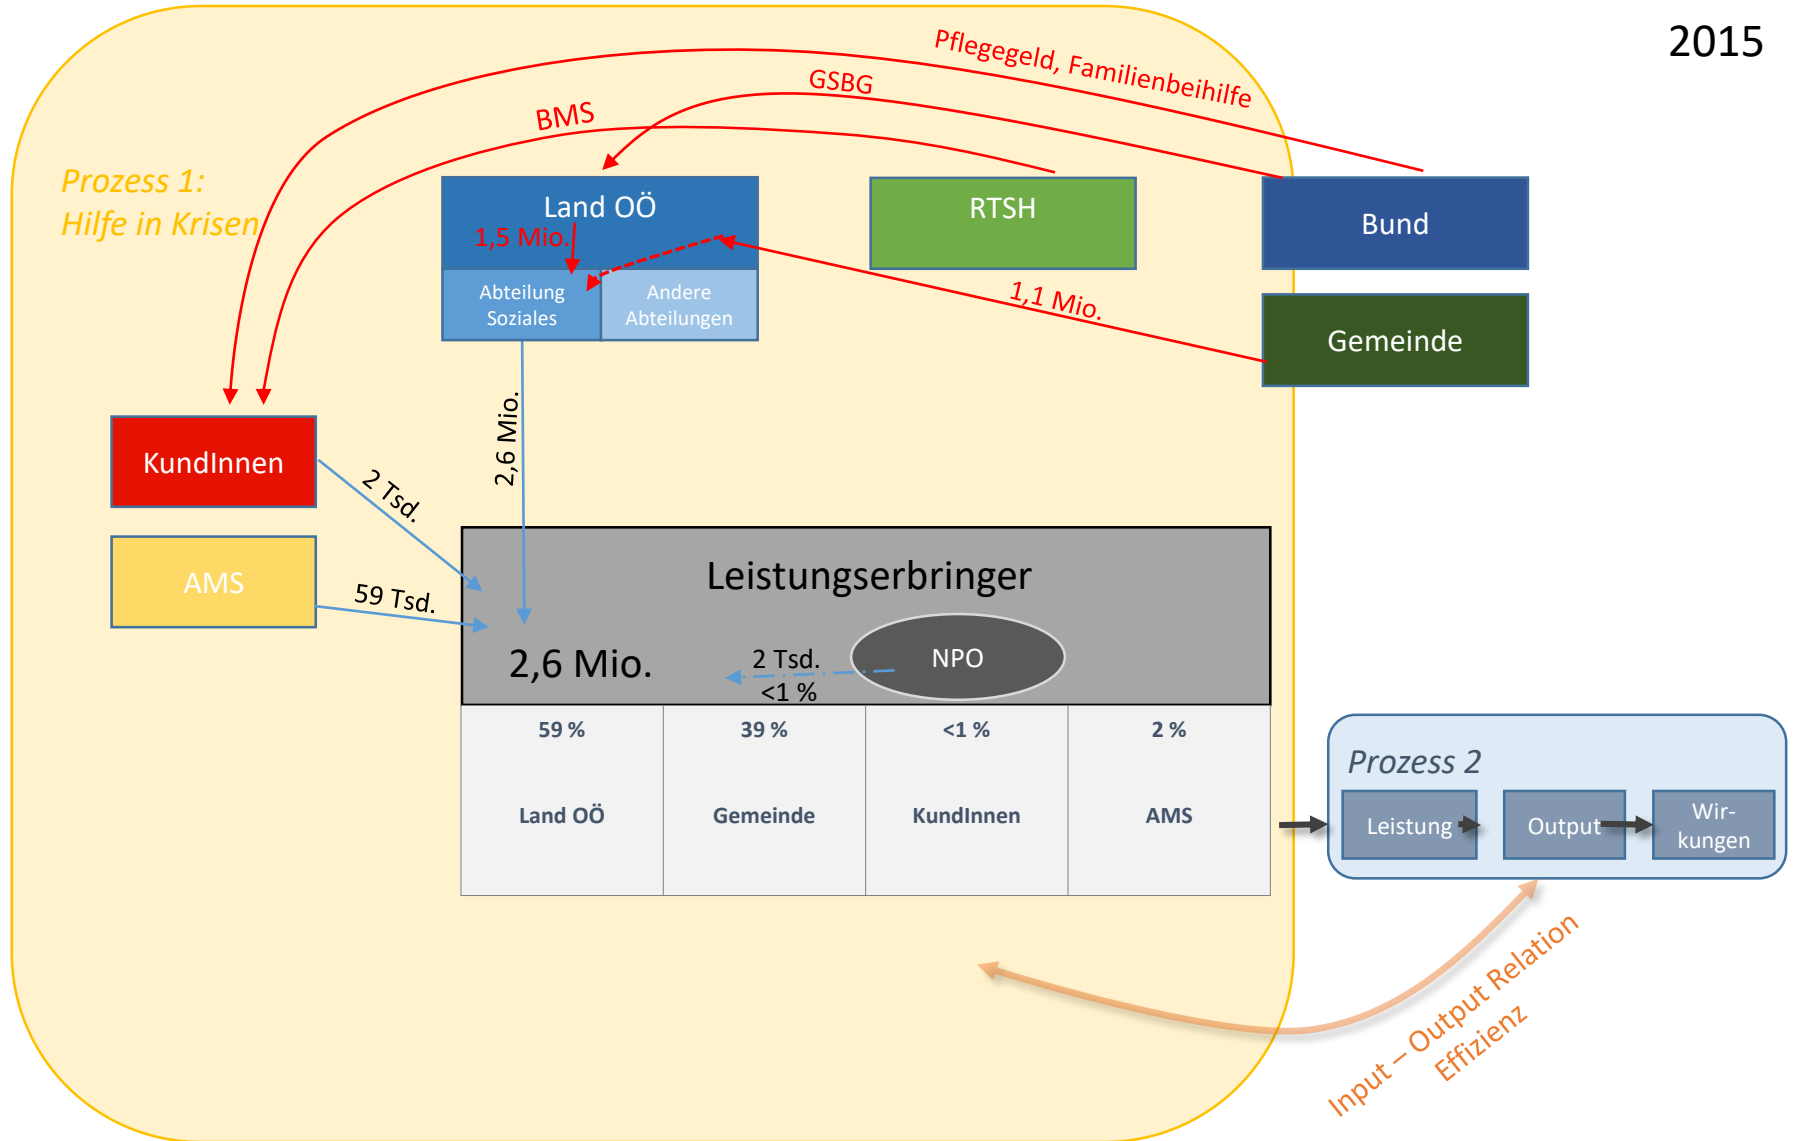 2015
Pflegegeld, Familienbeihilfe
GSBG
BMS
Prozess 1:
Hilfe in Krisen
Land OÖ
1,5 Mio.
Abteilung
Soziales
Andere
Abteilungen
RTSH
Bund
1,1 Mio.
Gemeinde
2,6 Mio.
KundInnen
2 Tsd.
AMS
59 Tsd.
Leistungserbringer
2,6 Mio.
2 Tsd.
<1 %
NPO
59 %
39 %
<1 %
2 %
Land OÖ
Gemeinde
KundInnen
AMS
Prozess 2
Leistung
Output
Wir-
kungen
Input – Output Relation
Effizienz